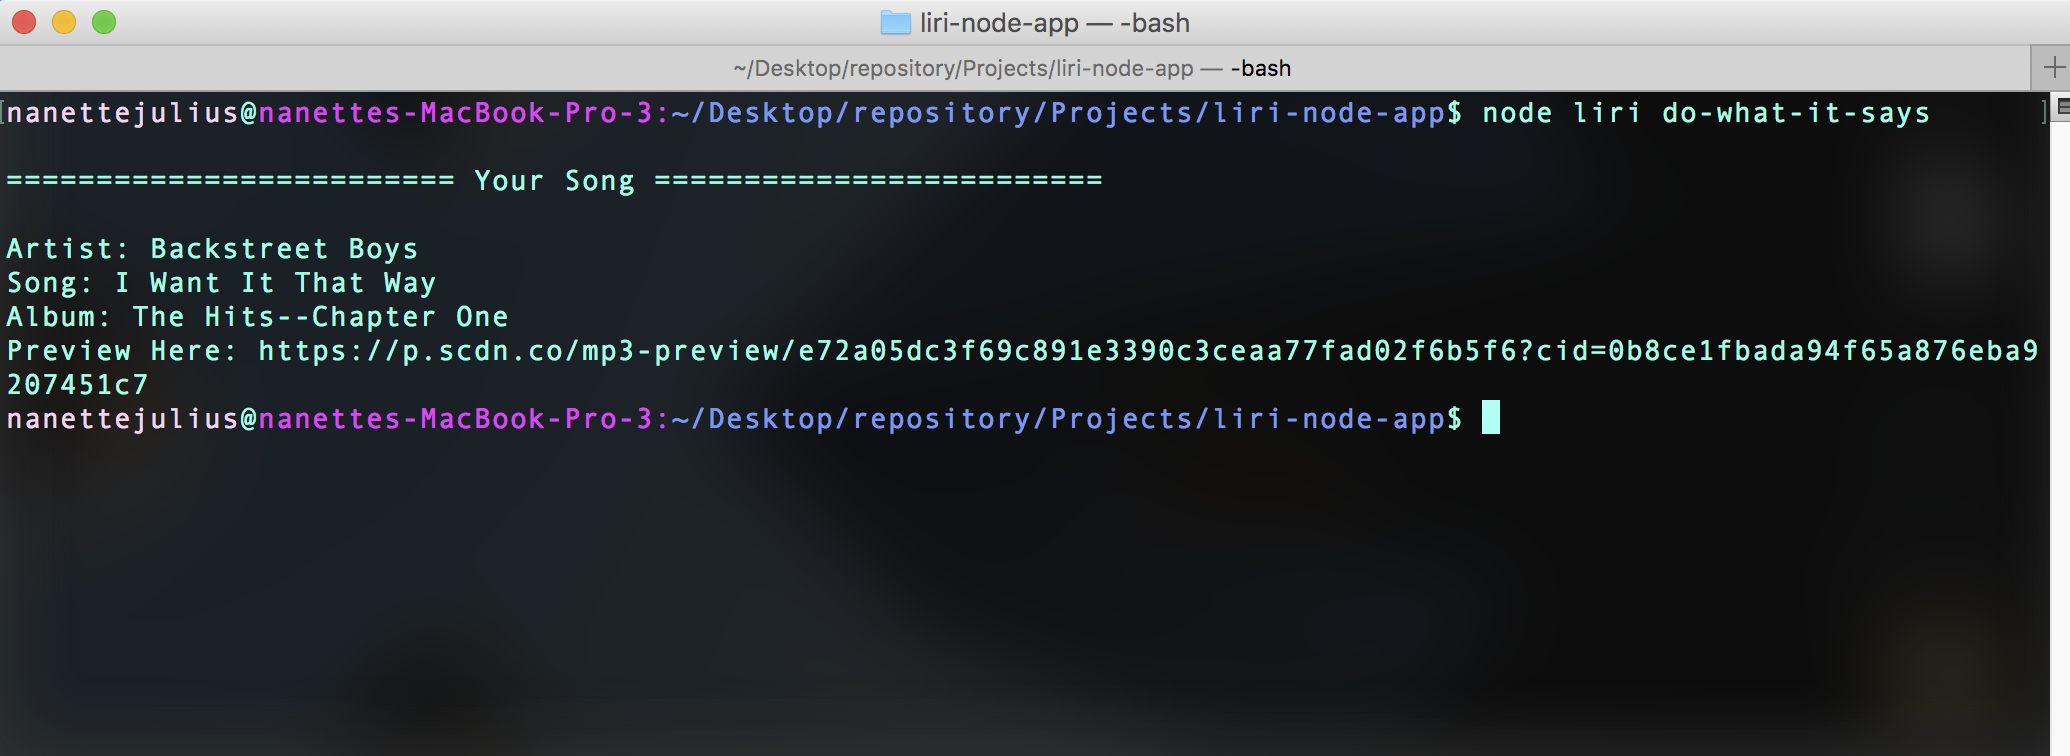 liri-node-app — -bash
~/Desktop/repository/Projects/liri-node-app — -bash
nanettejulius@nanettes-MacBook-Pro-3:~/Desktop/repository/Projects/liri-node-app$ node liri do-what-it-says
========================= Your Song =========================
Artist: Backstreet Boys
Song: I Want It That Way
Album: The Hits--Chapter One
Preview Here: https://p.scdn.co/mp3-preview/e72a05dc3f69c891e3390c3ceaa77fad02f6b5f6?cid=0b8ce1fbada94f65a876eba9
207451c7
nanettejulius@nanettes-MacBook-Pro-3:~/Desktop/repository/Projects/liri-node-app$